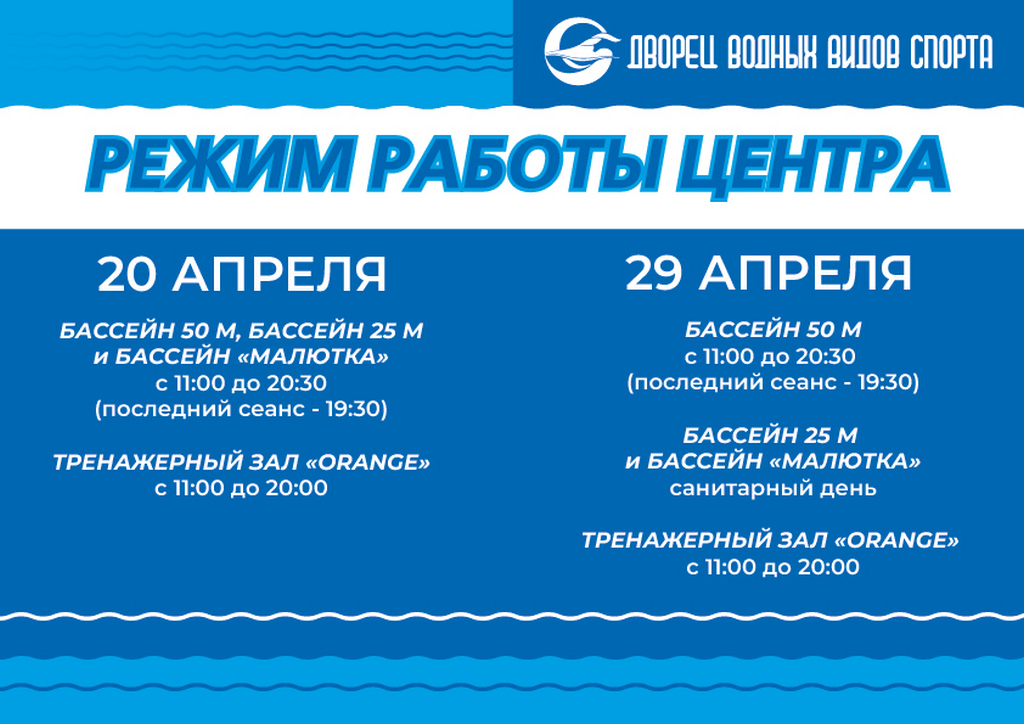 ДВОРЕЦ ВОДНЫХ ВИДОВ СПОРТА
РЕЖИМ РАБОТЫ ЦЕНТРА
20 АПРЕЛЯ
БАССЕЙН 50 М, БАССЕЙН 25 М
и БАССЕЙН «МАЛЮТКА»
с 11:00 до 20:30
(последний сеанс - 19:30)
ТРЕНАЖЕРНЫЙ ЗАЛ «ORANGE»
с 11:00 до 20:00
29 АПРЕЛЯ
БАССЕЙН 50 М
с 11:00 до 20:30
(последний сеанс - 19:30)
БАССЕЙН 25 М
и БАССЕЙН «МАЛЮТКА»
санитарный день
ТРЕНАЖЕРНЫЙ ЗАЛ «ORANGE»
с 11:00 до 20:00